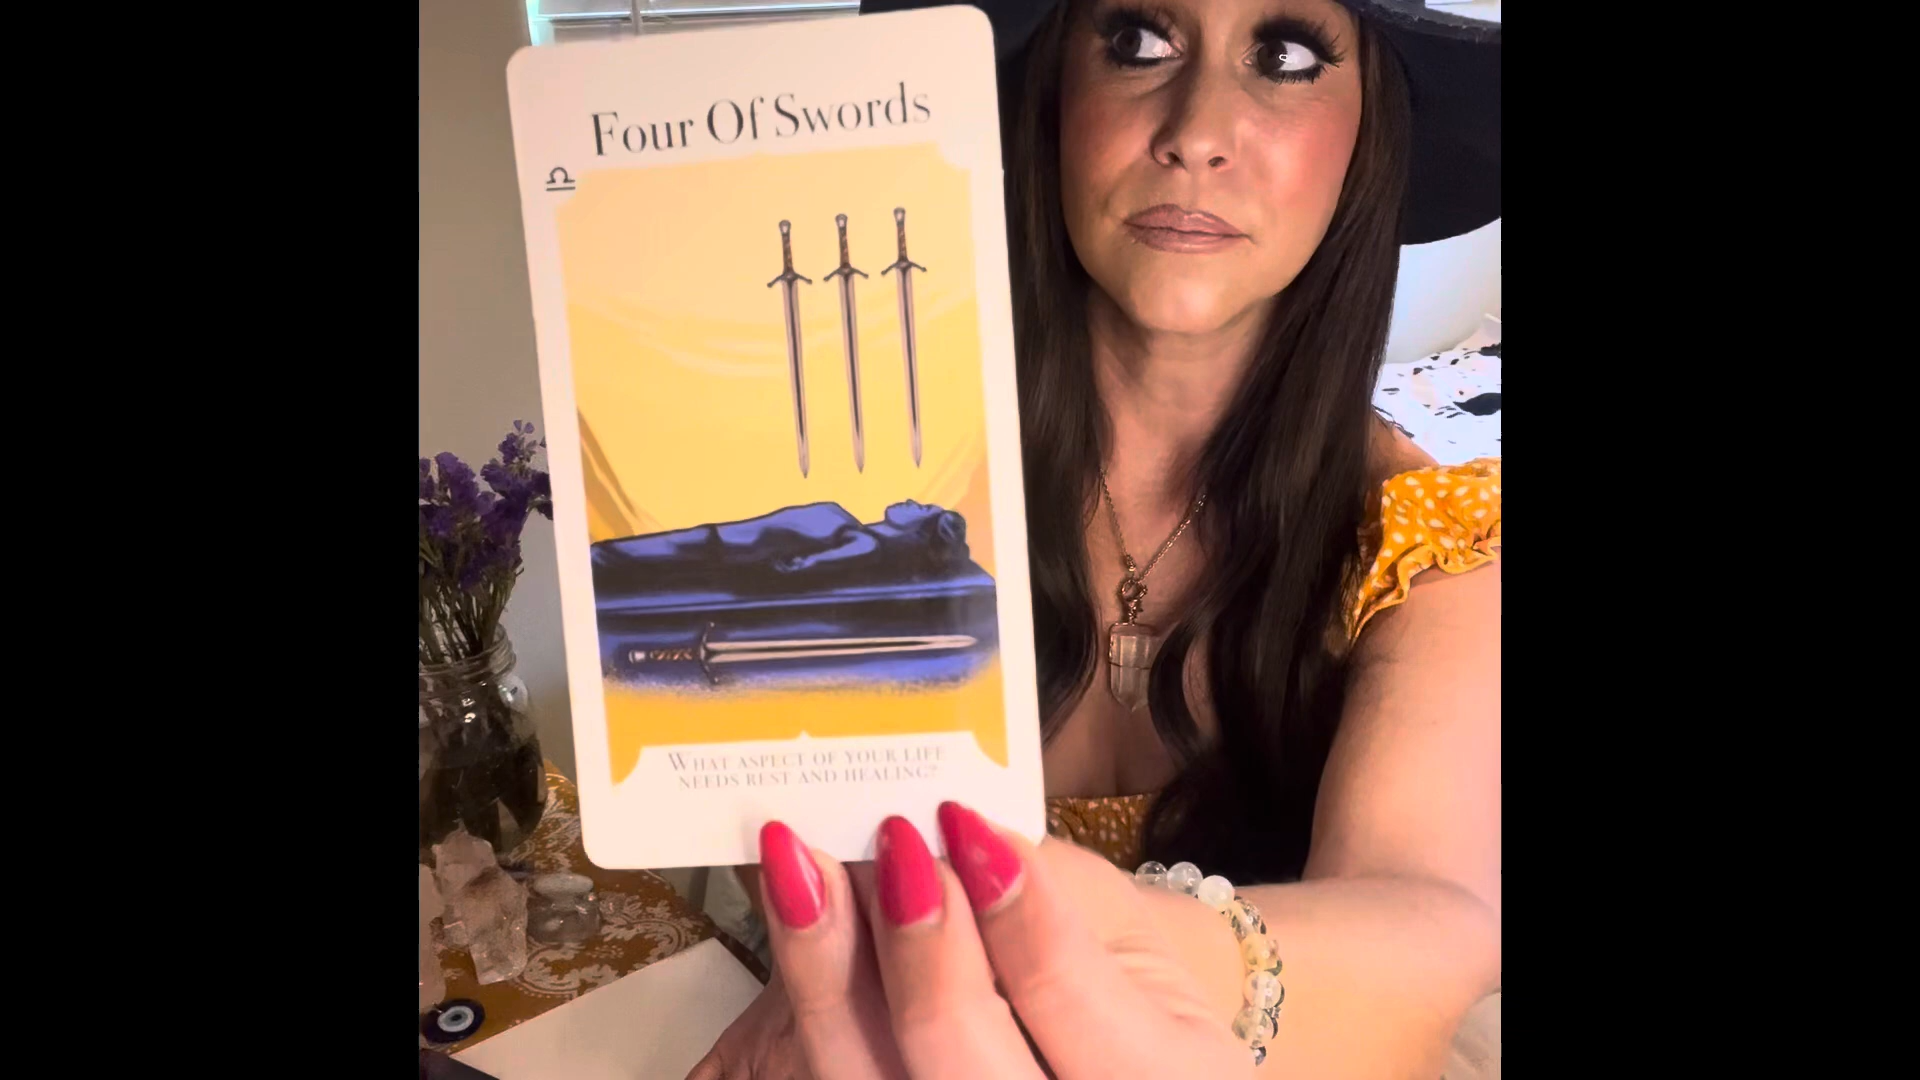 Four Of Swords
♎
WHAT ASPECT OF YOUR LIFE
NEEDS REST AND HEALING?